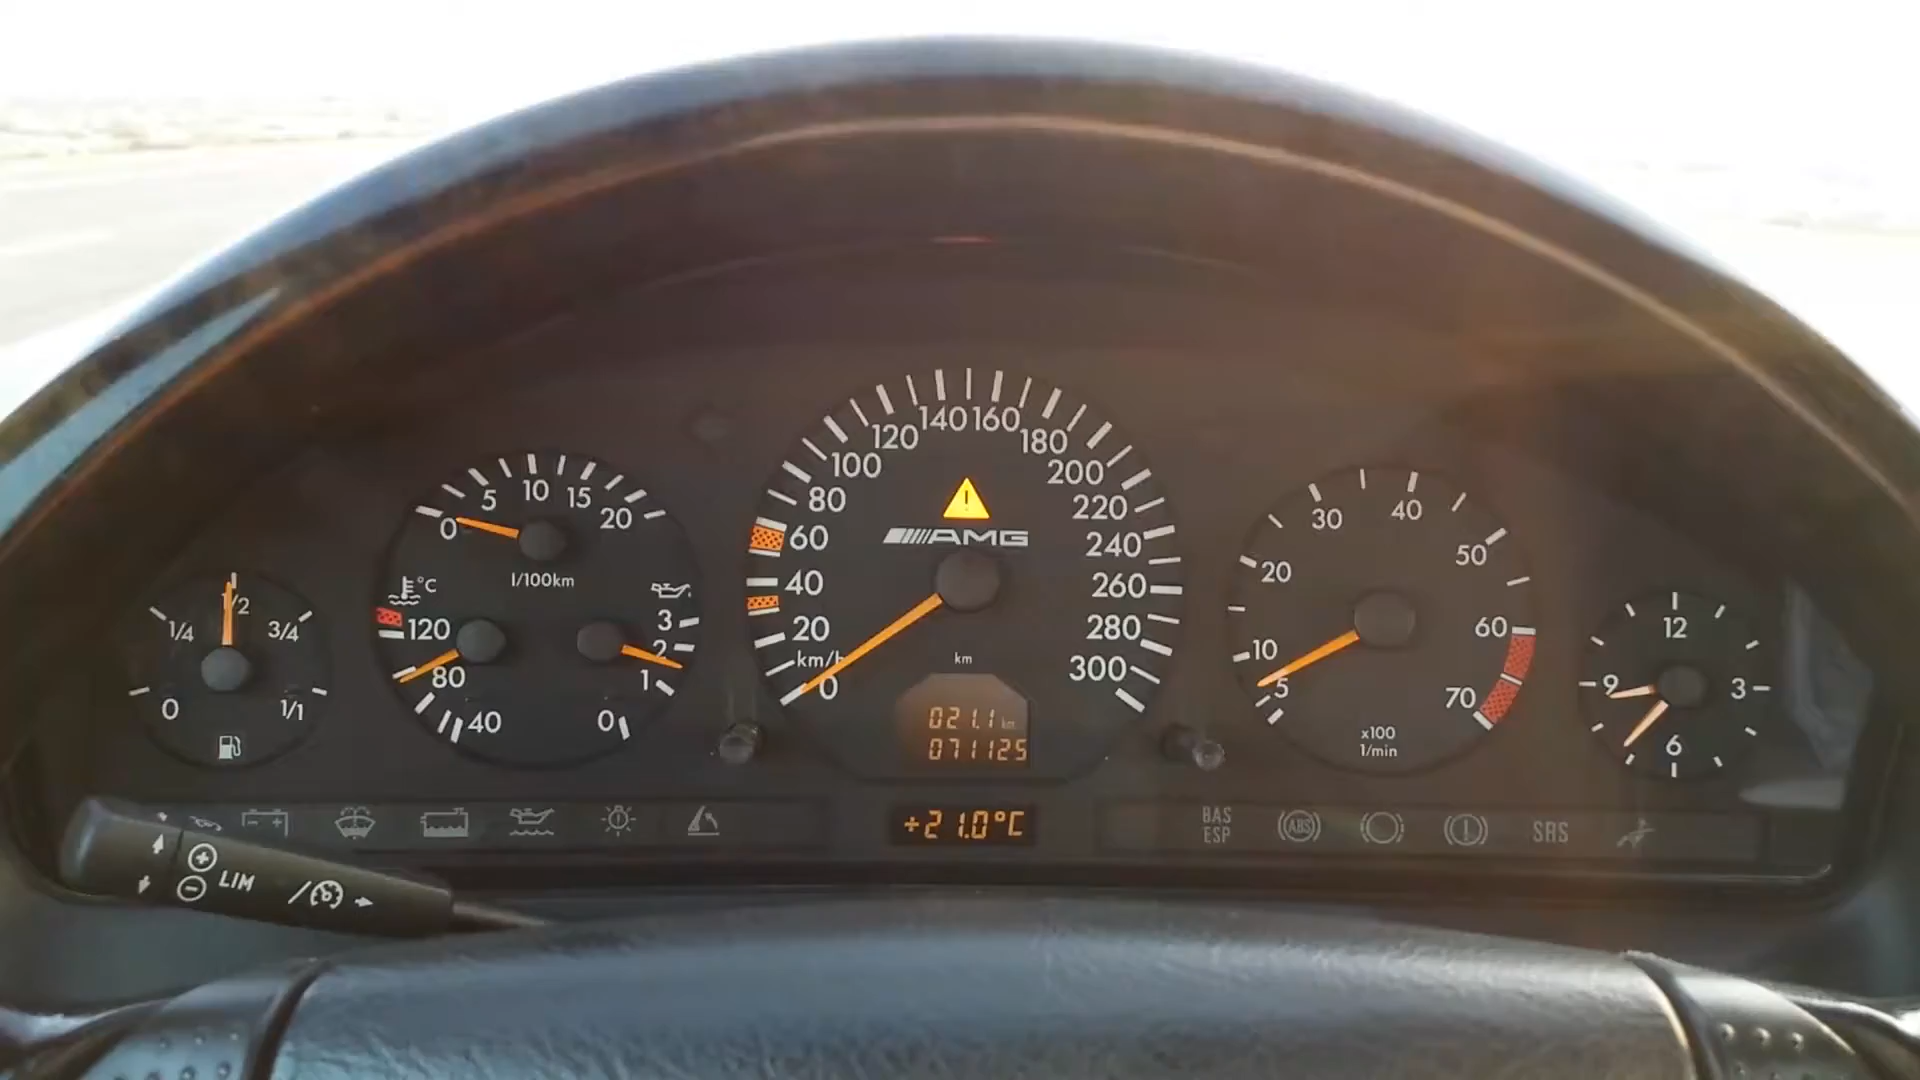 140 160
120 180
100 200
80 220
60 240
40 260
20 280
km/h 300
0
AMG
km
021.1 km
071125
+21.0°C
0 5 10 15 20
l/100km
°C
120
80
40
3
2
1
0
0 1/4 1/2 3/4 1/1
5 10 20 30 40 50 60 70
x100
1/min
12
3
6
9
BAS
ESP
ABS
SRS
LIM